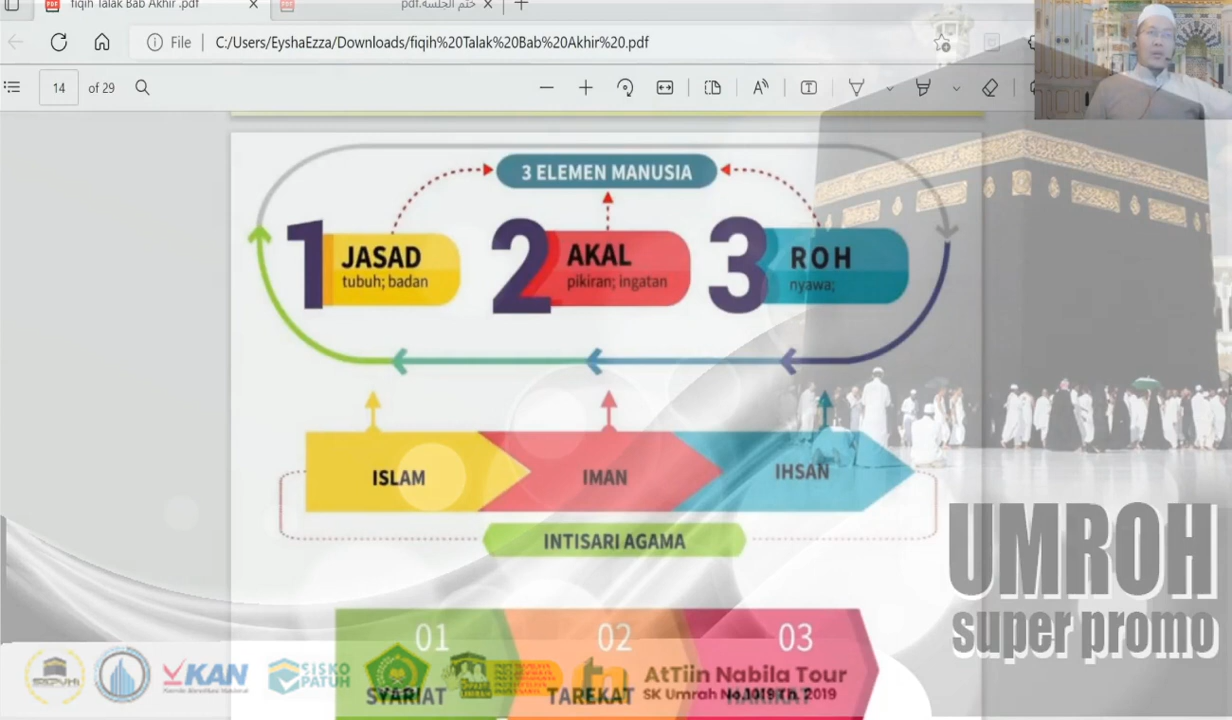 fiqih Talak Bab Akhir .pdf
ختم الجلسة.pdf
File
C:/Users/EyshaEzza/Downloads/fiqih%20Talak%20Bab%20Akhir%20.pdf
14 of 29
3 ELEMEN MANUSIA
1 JASAD
tubuh; badan
2 AKAL
pikiran; ingatan
3 ROH
nyawa;
ISLAM
IMAN
IHSAN
INTISARI AGAMA
UMROH
super promo
01
02
03
SYARIAT
TAREKAT
KAN
Komite Akreditasi Nasional
SISKO
PATUH
AtTiin Nabila Tour
SK Umrah No.1019 Th. 2019